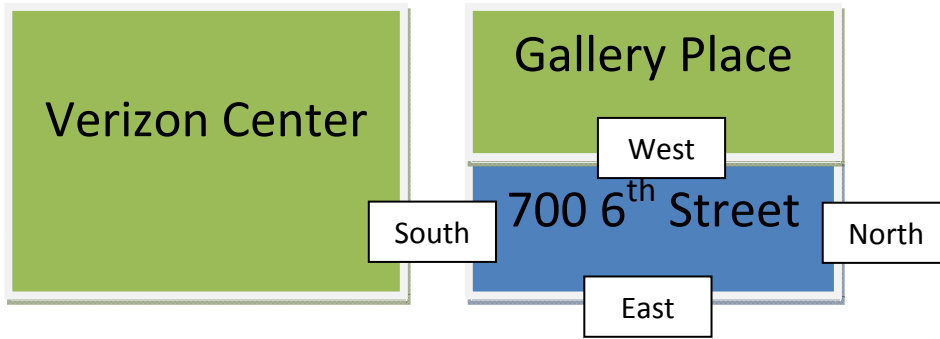 Verizon Center
Gallery Place
West
700 6th Street
South
North
East